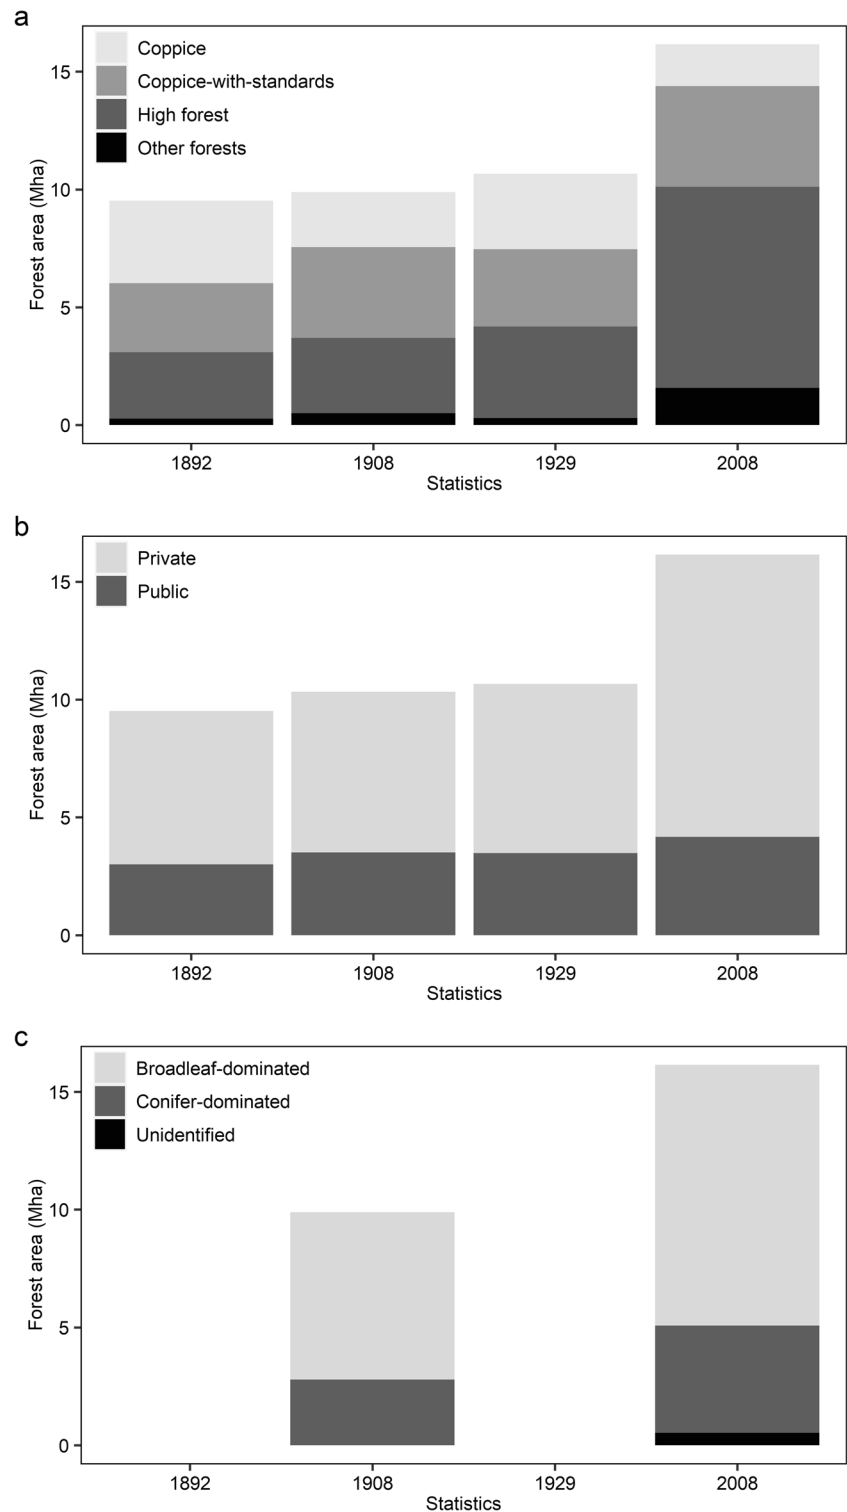 a
Coppice
Coppice-with-standards
High forest
Other forests
15
10
5
0
Forest area (Mha)
1892 1908 1929 2008
Statistics
b
Private
Public
15
10
5
0
Forest area (Mha)
1892 1908 1929 2008
Statistics
c
Broadleaf-dominated
Conifer-dominated
Unidentified
15
10
5
0
Forest area (Mha)
1892 1908 1929 2008
Statistics